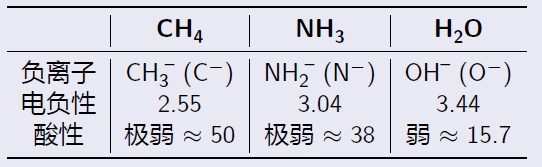 CH₄ NH₃ H₂O
负离子 CH₃⁻ (C⁻) NH₂⁻ (N⁻) OH⁻ (O⁻)
电负性 2.55 3.04 3.44
酸性 极弱 ≈ 50 极弱 ≈ 38 弱 ≈ 15.7